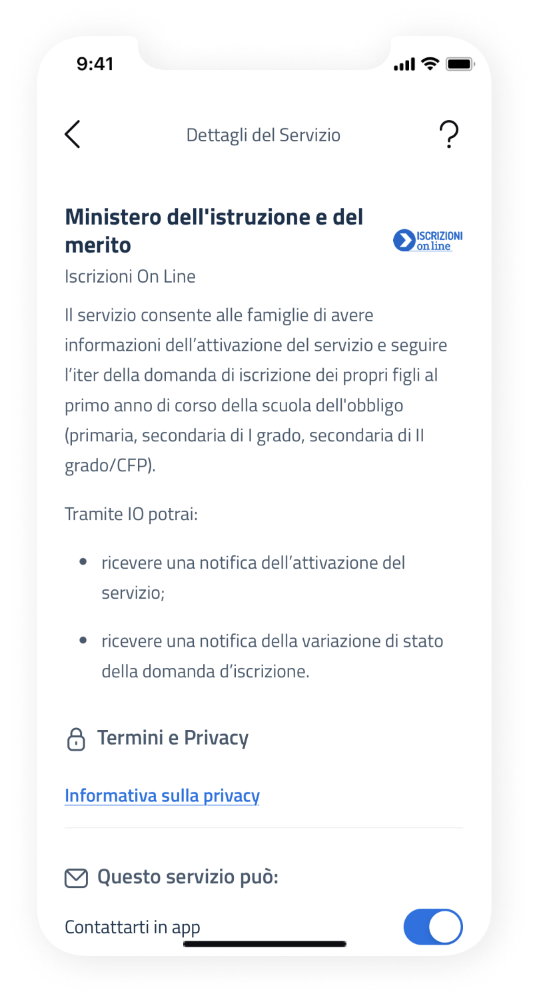 9:41
Dettagli del Servizio
Ministero dell'istruzione e del
merito
ISCRIZIONI
on line
Iscrizioni On Line
Il servizio consente alle famiglie di avere
informazioni dell’attivazione del servizio e seguire
l’iter della domanda di iscrizione dei propri figli al
primo anno di corso della scuola dell'obbligo
(primaria, secondaria di I grado, secondaria di II
grado/CFP).
Tramite IO potrai:
• ricevere una notifica dell’attivazione del
servizio;
• ricevere una notifica della variazione di stato
della domanda d’iscrizione.
Termini e Privacy
Informativa sulla privacy
Questo servizio può:
Contattarti in app